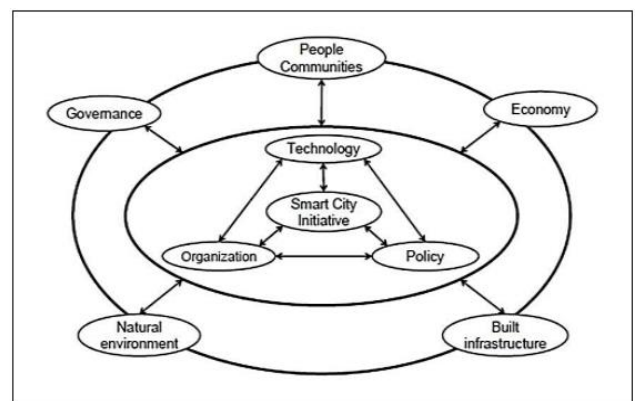 People
Communities
Governance
Economy
Technology
Smart City
Initiative
Organization
Policy
Natural
environment
Built
infrastructure